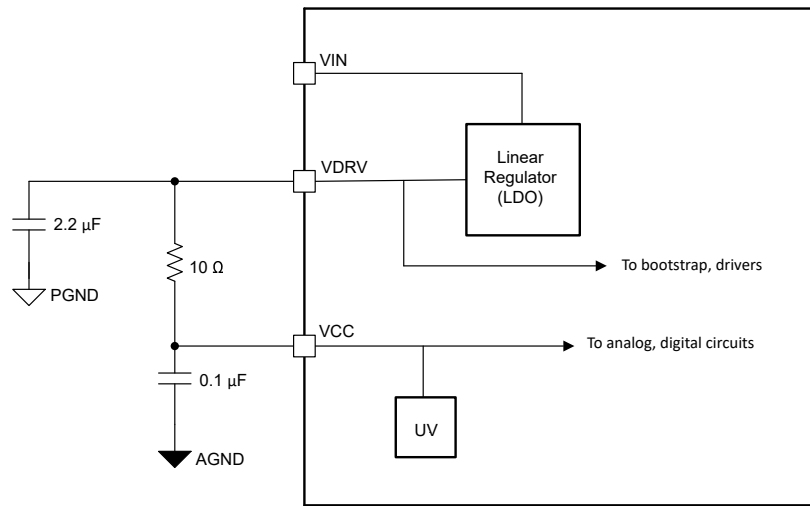 VIN
VDRV
Linear
Regulator
(LDO)
2.2 µF
10 Ω
To bootstrap, drivers
PGND
VCC
To analog, digital circuits
0.1 µF
UV
AGND